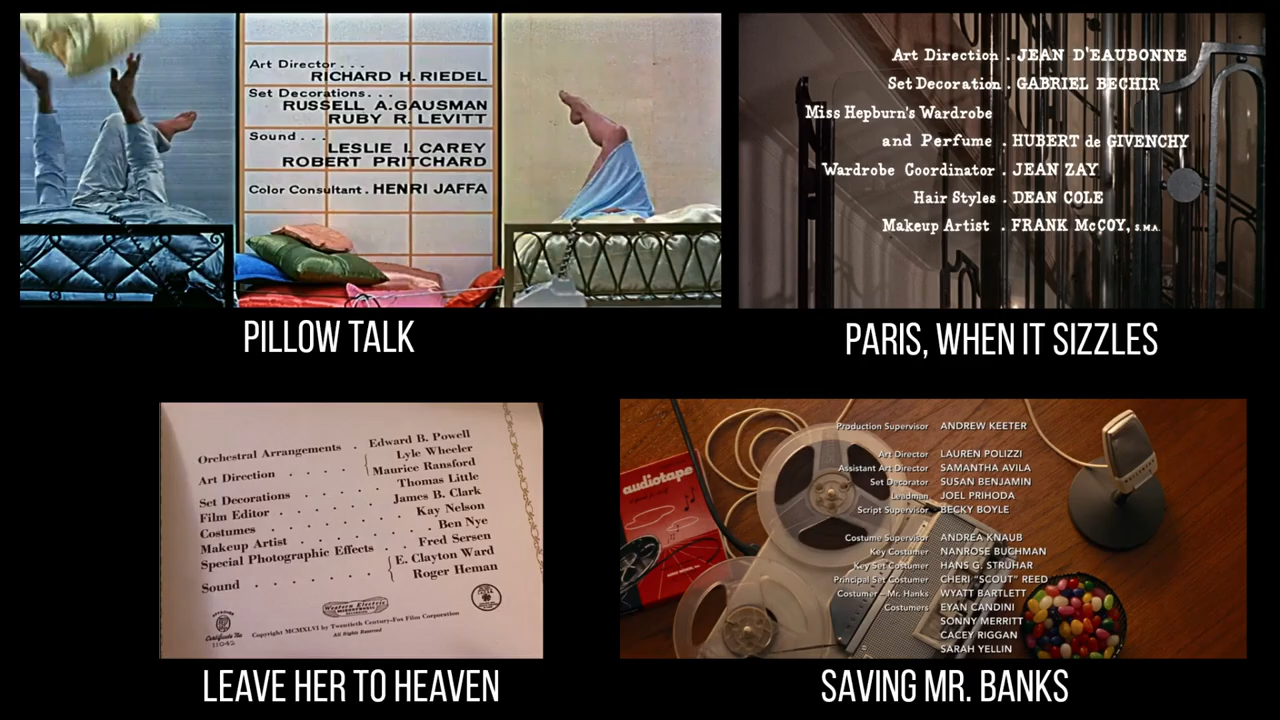 Art Director . . .
RICHARD H. RIEDEL
Set Decorations . . .
RUSSELL A. GAUSMAN
RUBY R. LEVITT
Sound . . .
LESLIE I. CAREY
ROBERT PRITCHARD
Color Consultant . HENRI JAFFA
PILLOW TALK
Art Direction . JEAN D'EAUBONNE
Set Decoration . GABRIEL BECHIR
Miss Hepburn's Wardrobe
and Perfume . HUBERT de GIVENCHY
Wardrobe Coordinator . JEAN ZAY
Hair Styles . DEAN COLE
Makeup Artist . FRANK McCOY, S.M.A.
PARIS, WHEN IT SIZZLES
Orchestral Arrangements . Edward B. Powell
Art Direction . . . . { Lyle Wheeler
Maurice Ransford
Set Decorations . . . . . Thomas Little
Film Editor . . . . . . James B. Clark
Costumes . . . . . . . Kay Nelson
Makeup Artist . . . . . . Ben Nye
Special Photographic Effects . . Fred Sersen
Sound . . . . . . . { E. Clayton Ward
Roger Heman
Western Electric
Certificate No.
11042
Copyright MCMXLVI by Twentieth Century-Fox Film Corporation
All Rights Reserved
LEAVE HER TO HEAVEN
audiotape
Production Supervisor ANDREW KEETER
Art Director LAUREN POLIZZI
Assistant Art Director SAMANTHA AVILA
Set Decorator SUSAN BENJAMIN
Leadman JOEL PRIHODA
Script Supervisor BECKY BOYLE
Costume Supervisor ANDREA KNAUB
Key Costumer NANROSE BUCHMAN
Key Set Costumer HANS G. STRUHAR
Principal Set Costumer CHERI "SCOUT" REED
Costumer – Mr. Hanks WYATT BARTLETT
Costumers EYAN CANDINI
SONNY MERRITT
CACEY RIGGAN
SARAH YELLIN
SAVING MR. BANKS